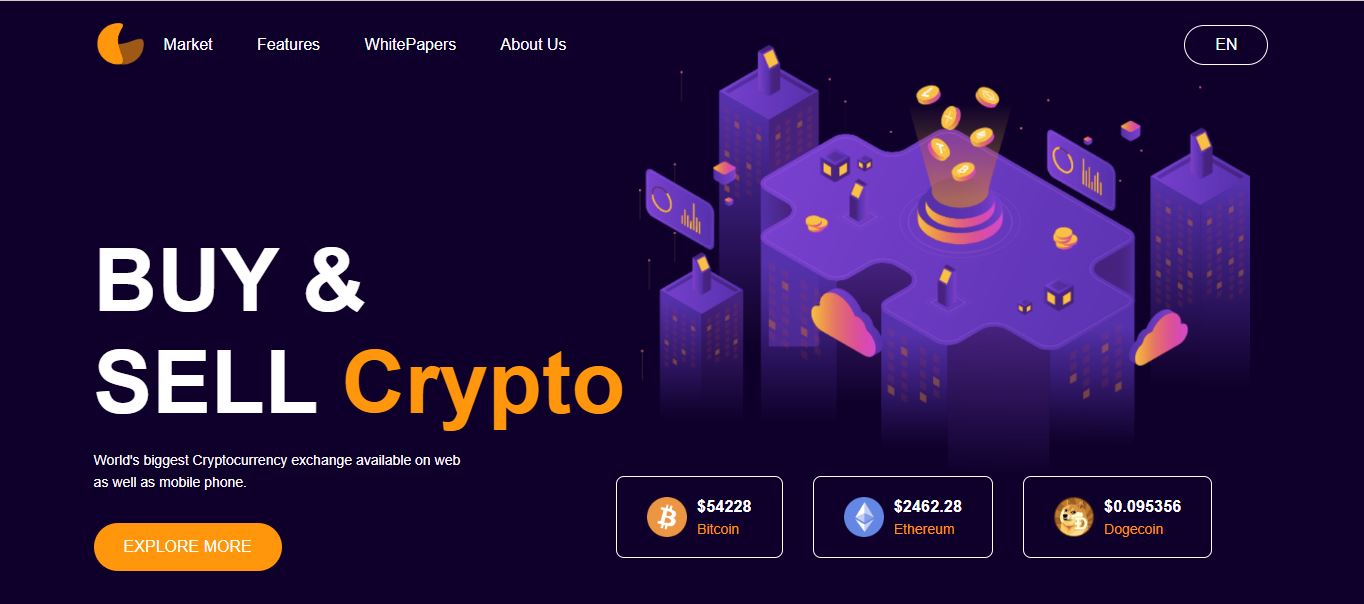 Market
Features
WhitePapers
About Us
EN
BUY &
SELL Crypto
World's biggest Cryptocurrency exchange available on web
as well as mobile phone.
EXPLORE MORE
$54228
Bitcoin
$2462.28
Ethereum
$0.095356
Dogecoin